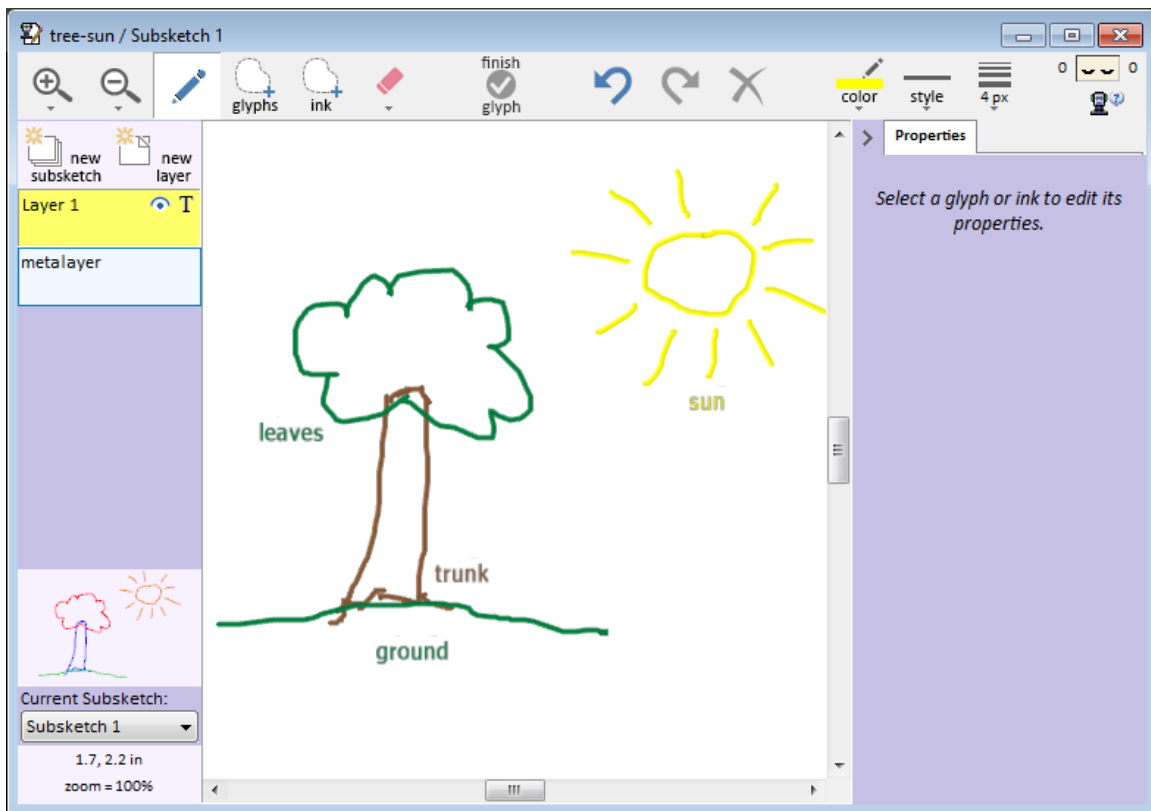 tree-sun / Subsketch 1
finish
glyph
glyphs
ink
color
style
4 px
0
0
new
subsketch
new
layer
Properties
Layer 1
T
Select a glyph or ink to edit its
properties.
metalayer
sun
leaves
trunk
ground
Current Subsketch:
Subsketch 1
1.7, 2.2 in
zoom = 100%